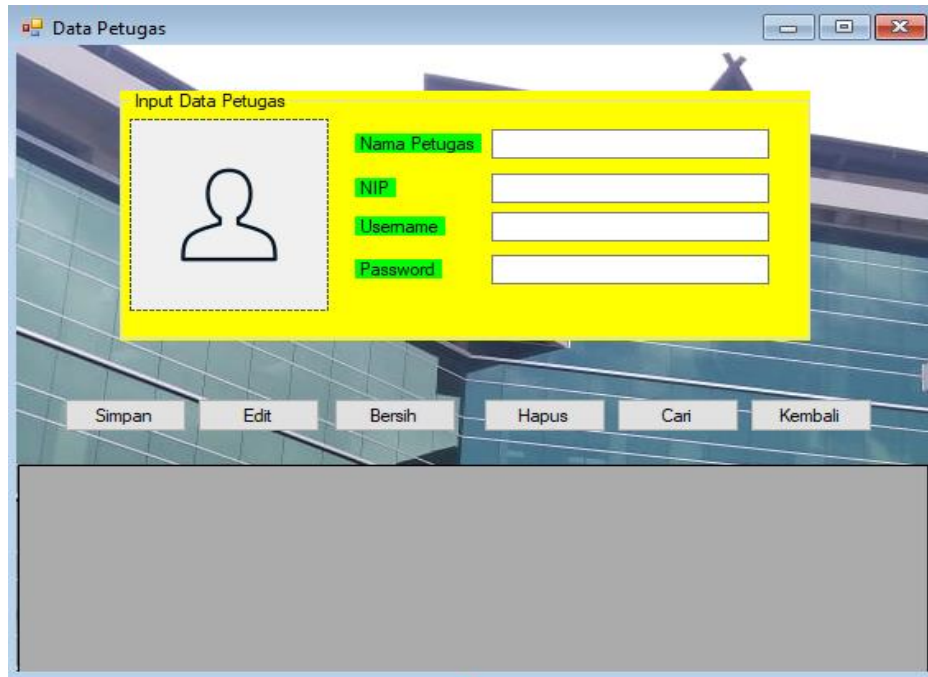 Data Petugas
Input Data Petugas
Nama Petugas
NIP
Username
Password
Simpan
Edit
Bersih
Hapus
Cari
Kembali